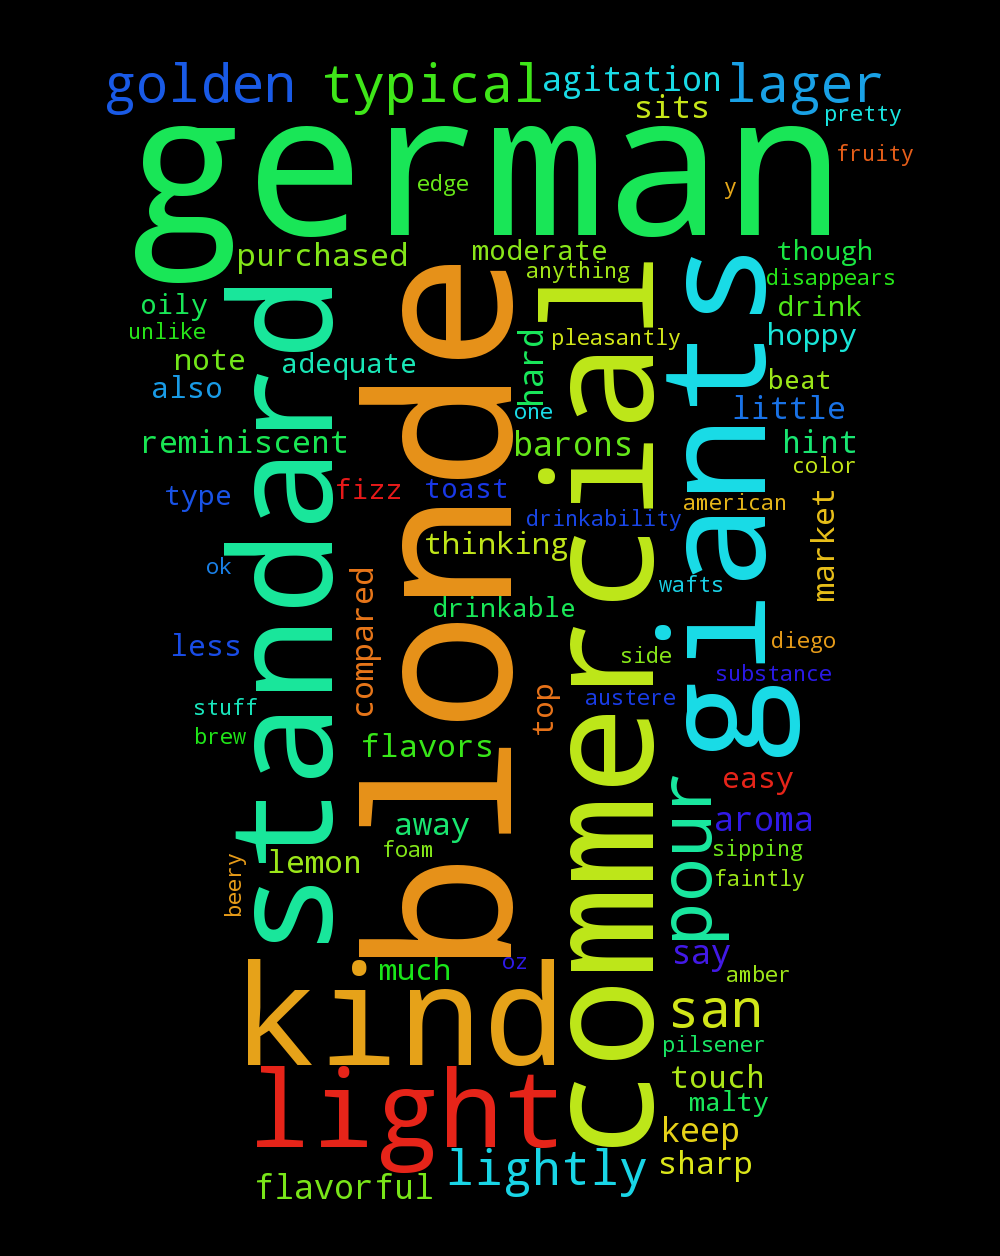 golden typical agitation lager
sits
pretty
german
fruity
edge
y
purchased
moderate
though
anything
disappears
oily
drink
unlike
pleasantly
hoppy
note
adequate
hard
also
beat
one
little
reminiscent
barons
hint
color
type
fizz
toast
american
drinkability
market
thinking
ok
wafts
compared
drinkable
standard
blonde
commercial
giants
less
side
diego
substance
stuff
austere
top
brew
flavors
easy
away
pour
aroma
foam
sipping
lemon
faintly
beery
say
much
oz
amber
kind
san
pilsener
light
touch
malty
keep
lightly
sharp
flavorful